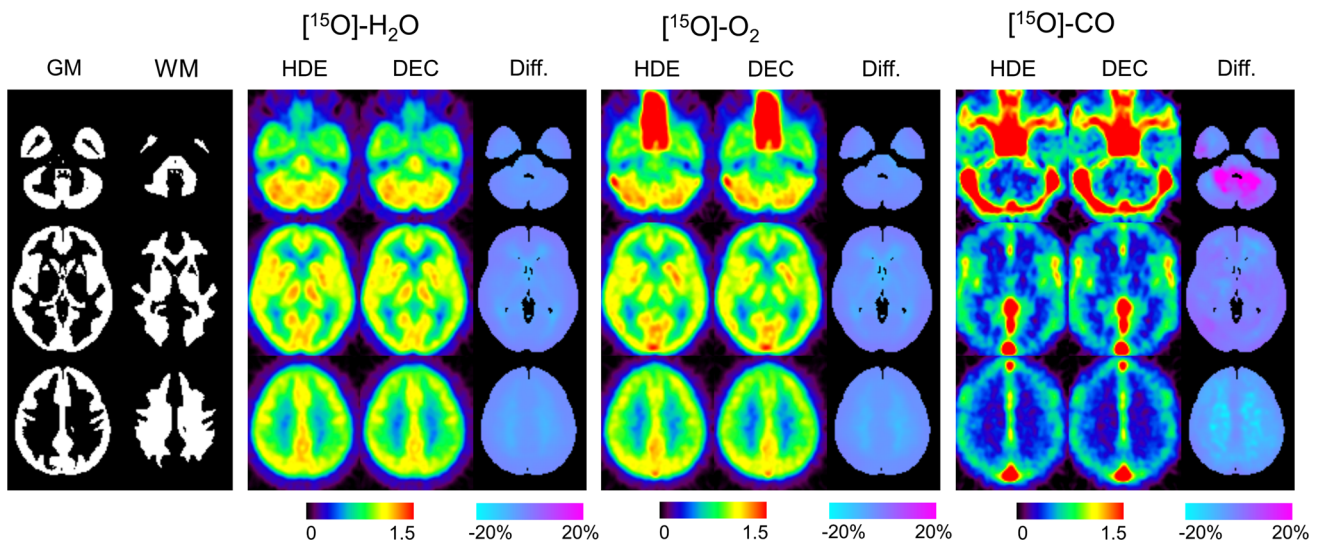 [¹⁵O]-H₂O [¹⁵O]-O₂ [¹⁵O]-CO
GM WM HDE DEC Diff. HDE DEC Diff. HDE DEC Diff.
0 1.5 -20% 20% 0 1.5 -20% 20% 0 1.5 -20% 20%